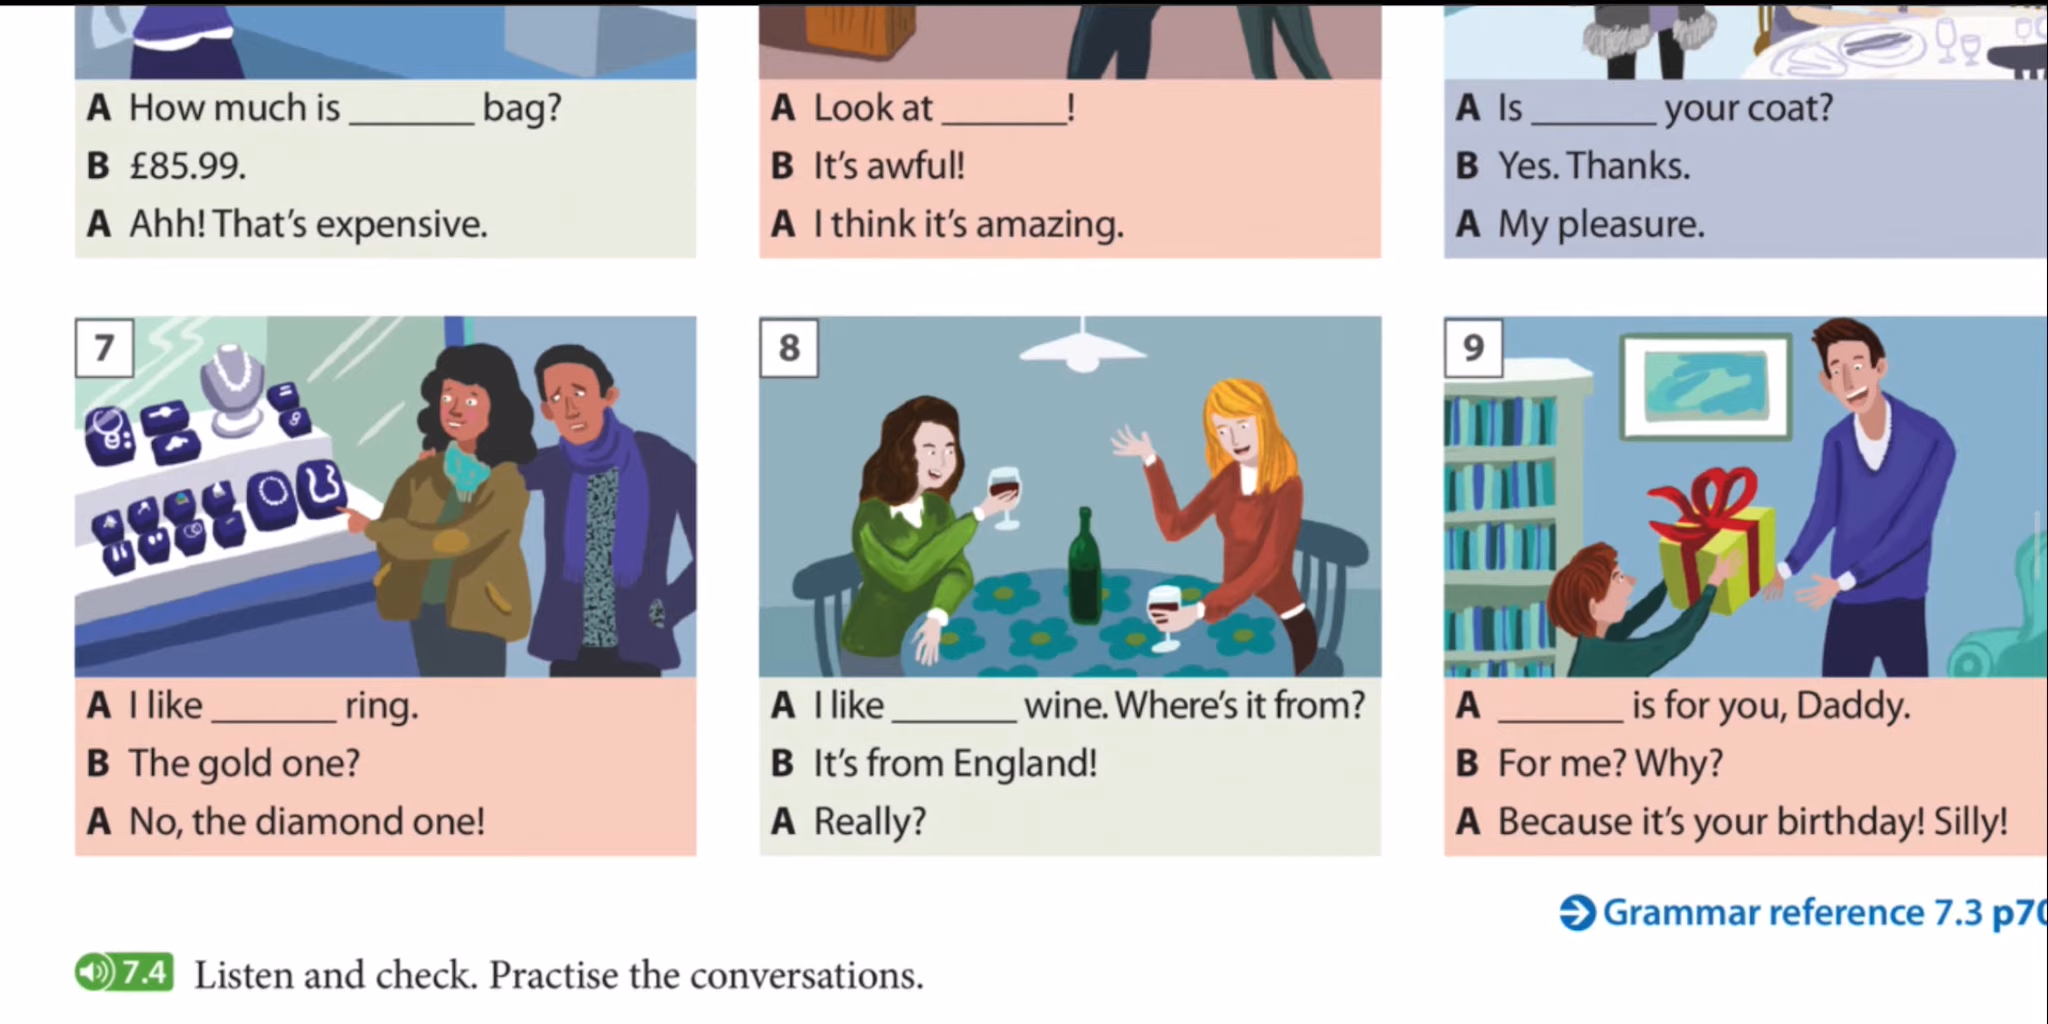 A How much is _______ bag?
B £85.99.
A Ahh! That's expensive.
A Look at _______!
B It's awful!
A I think it's amazing.
A Is _______ your coat?
B Yes. Thanks.
A My pleasure.
7
A I like _______ ring.
B The gold one?
A No, the diamond one!
8
A I like _______ wine. Where's it from?
B It's from England!
A Really?
9
A _______ is for you, Daddy.
B For me? Why?
A Because it's your birthday! Silly!
Grammar reference 7.3
7.4 Listen and check. Practise the conversations.